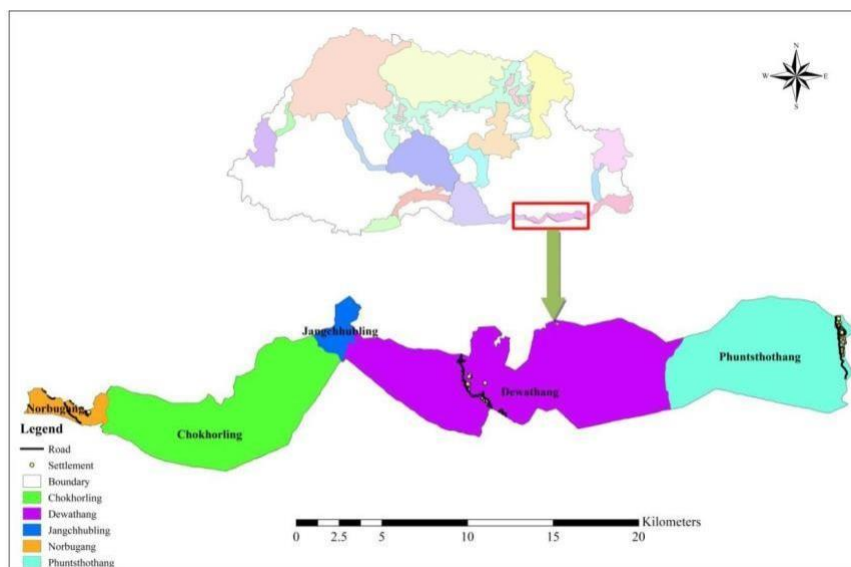 N
W E
S
Jangchhubling
Phuntsthothang
Norbugang
Dewathang
Chokhorling
Legend
Road
Settlement
Boundary
Chokhorling
Dewathang
Jangchhubling
Norbugang
Phuntsthothang
Kilometers
0 2.5 5 10 15 20